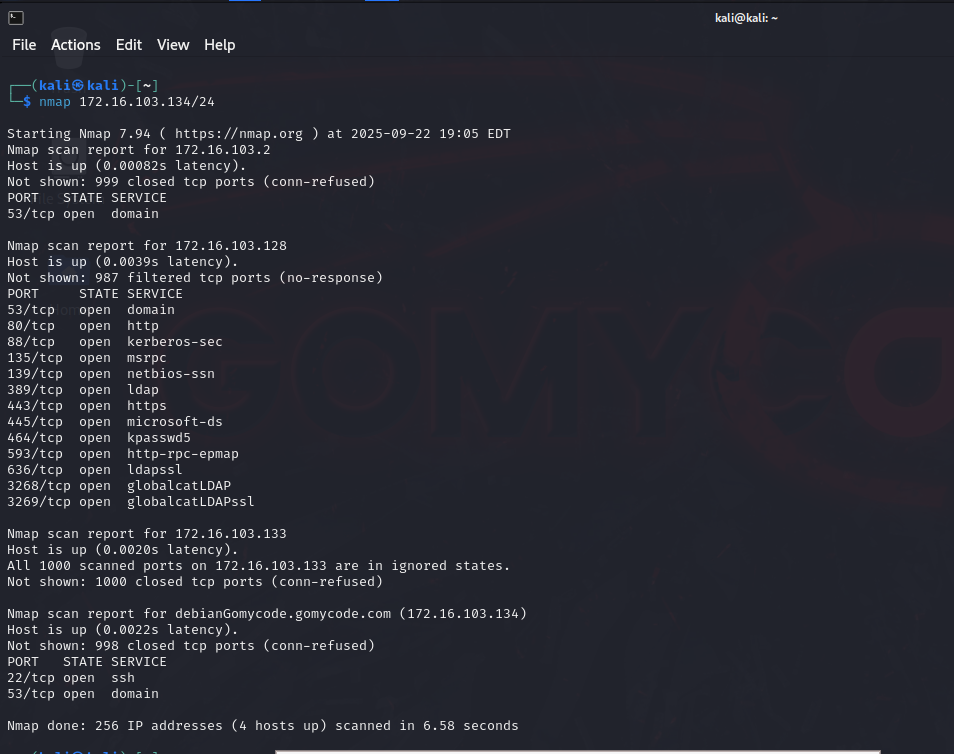 kali@kali: ~
File Actions Edit View Help
┌──(kali㉿kali)-[~]
└─$ nmap 172.16.103.134/24
Starting Nmap 7.94 ( https://nmap.org ) at 2025-09-22 19:05 EDT
Nmap scan report for 172.16.103.2
Host is up (0.00082s latency).
Not shown: 999 closed tcp ports (conn-refused)
PORT   STATE SERVICE
53/tcp open  domain
Nmap scan report for 172.16.103.128
Host is up (0.0039s latency).
Not shown: 987 filtered tcp ports (no-response)
PORT     STATE SERVICE
53/tcp   open  domain
80/tcp   open  http
88/tcp   open  kerberos-sec
135/tcp  open  msrpc
139/tcp  open  netbios-ssn
389/tcp  open  ldap
443/tcp  open  https
445/tcp  open  microsoft-ds
464/tcp  open  kpasswd5
593/tcp  open  http-rpc-epmap
636/tcp  open  ldapssl
3268/tcp open  globalcatLDAP
3269/tcp open  globalcatLDAPssl
Nmap scan report for 172.16.103.133
Host is up (0.0020s latency).
All 1000 scanned ports on 172.16.103.133 are in ignored states.
Not shown: 1000 closed tcp ports (conn-refused)
Nmap scan report for debianGomycode.gomycode.com (172.16.103.134)
Host is up (0.0022s latency).
Not shown: 998 closed tcp ports (conn-refused)
PORT   STATE SERVICE
22/tcp open  ssh
53/tcp open  domain
Nmap done: 256 IP addresses (4 hosts up) scanned in 6.58 seconds
GOMYC